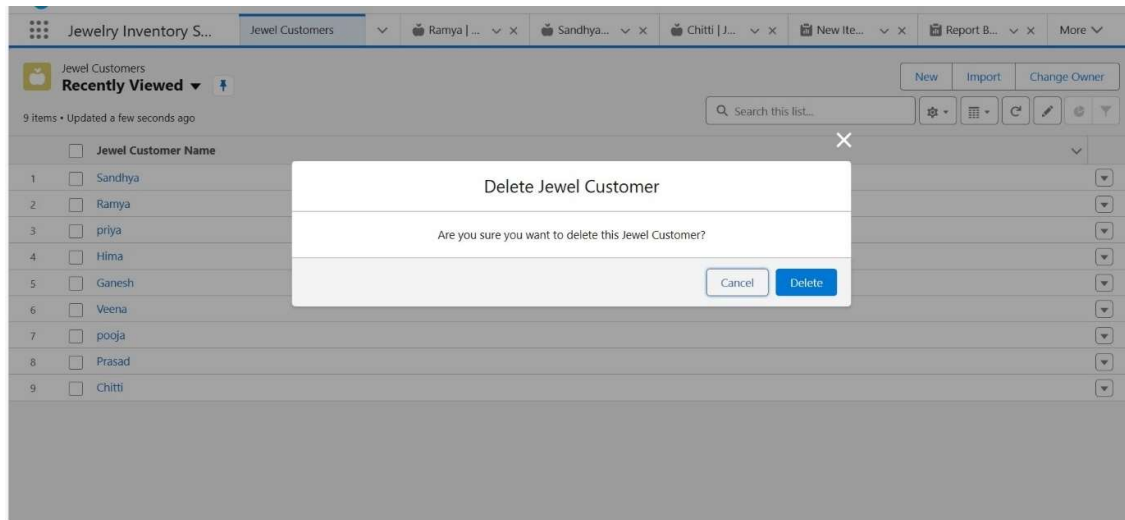 Jewelry Inventory S... Jewel Customers Ramya | ... Sandhya... Chitti | J... New Ite... Report B... More
Jewel Customers
Recently Viewed
New Import Change Owner
9 items • Updated a few seconds ago
Search this list...
Jewel Customer Name
1 Sandhya
2 Ramya
3 priya
4 Hima
5 Ganesh
6 Veena
7 pooja
8 Prasad
9 Chitti
Delete Jewel Customer
Are you sure you want to delete this Jewel Customer?
Cancel Delete